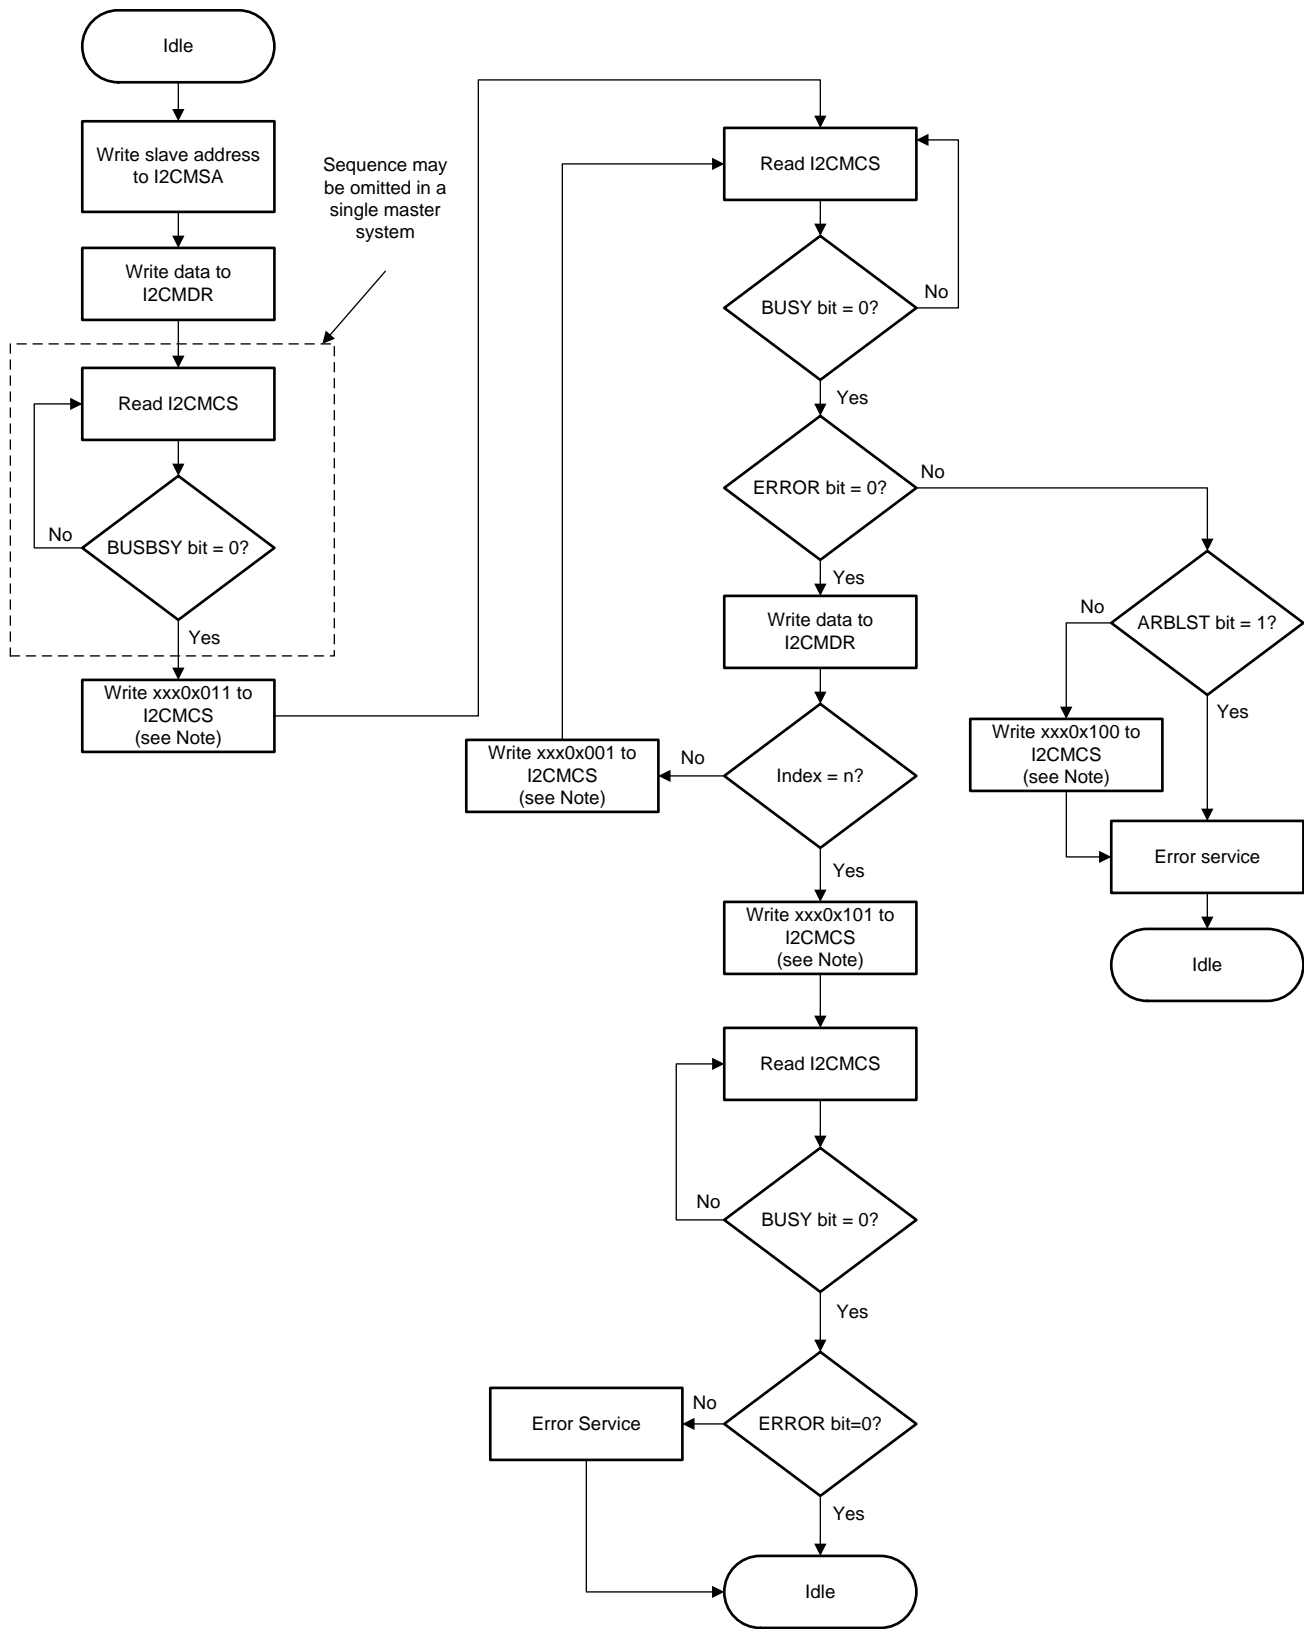 Idle
Write slave address
to I2CMSA
Write data to
I2CMDR
Sequence may
be omitted in a
single master
system
Read I2CMCS
BUSBSY bit = 0?
No
Yes
Write xxx0x011 to
I2CMCS
(see Note)
Read I2CMCS
BUSY bit = 0?
No
Yes
ERROR bit = 0?
No
Yes
Write data to
I2CMDR
Index = n?
No
Write xxx0x001 to
I2CMCS
(see Note)
Yes
ARBLST bit = 1?
No
Yes
Write xxx0x100 to
I2CMCS
(see Note)
Error service
Idle
Write xxx0x101 to
I2CMCS
(see Note)
Read I2CMCS
BUSY bit = 0?
No
Yes
ERROR bit=0?
No
Error Service
Yes
Idle